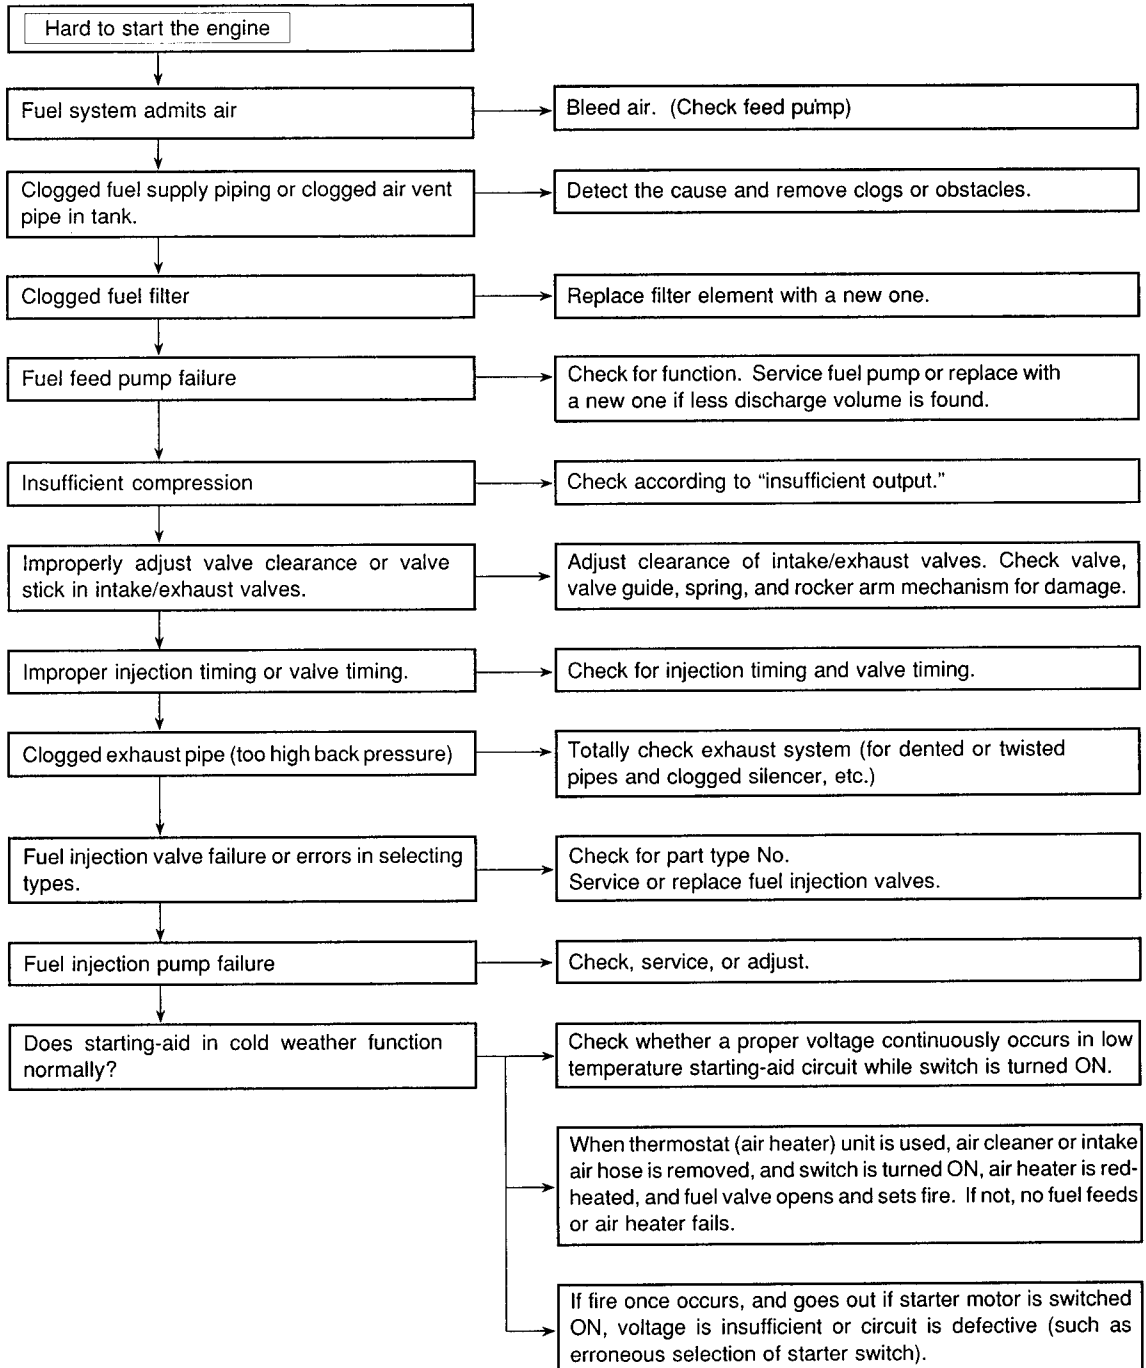 Hard to start the engine
Fuel system admits air
Bleed air. (Check feed pump)
Clogged fuel supply piping or clogged air vent
pipe in tank.
Detect the cause and remove clogs or obstacles.
Clogged fuel filter
Replace filter element with a new one.
Fuel feed pump failure
Check for function. Service fuel pump or replace with
a new one if less discharge volume is found.
Insufficient compression
Check according to “insufficient output.”
Improperly adjust valve clearance or valve
stick in intake/exhaust valves.
Adjust clearance of intake/exhaust valves. Check valve,
valve guide, spring, and rocker arm mechanism for damage.
Improper injection timing or valve timing.
Check for injection timing and valve timing.
Clogged exhaust pipe (too high back pressure)
Totally check exhaust system (for dented or twisted
pipes and clogged silencer, etc.)
Fuel injection valve failure or errors in selecting
types.
Check for part type No.
Service or replace fuel injection valves.
Fuel injection pump failure
Check, service, or adjust.
Does starting-aid in cold weather function
normally?
Check whether a proper voltage continuously occurs in low
temperature starting-aid circuit while switch is turned ON.
When thermostat (air heater) unit is used, air cleaner or intake
air hose is removed, and switch is turned ON, air heater is red-
heated, and fuel valve opens and sets fire. If not, no fuel feeds
or air heater fails.
If fire once occurs, and goes out if starter motor is switched
ON, voltage is insufficient or circuit is defective (such as
erroneous selection of starter switch).